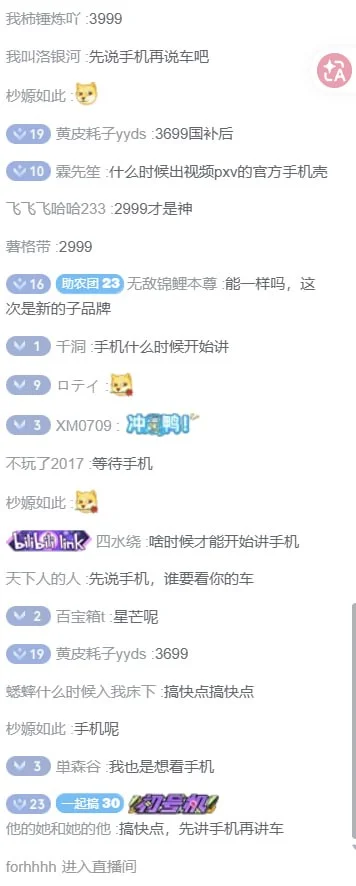 我柿锤炼吖 :3999
我叫洛银河 :先说手机再说车吧
杪嫄如此 :
19 黄皮耗子yyds :3699国补后
10 霖先笙 :什么时候出视频pxv的官方手机壳
飞飞飞哈哈233 :2999才是神
薯格带 :2999
16 助农团 23 无敌锦鲤本尊 :能一样吗，这
次是新的子品牌
1 千洞 :手机什么时候开始讲
9 ロテイ :
3 XM0709 : 冲鸭!
不玩了2017 :等待手机
杪嫄如此 :
bilibili link 四水绕 :啥时候才能开始讲手机
天下人的人 :先说手机，谁要看你的车
2 百宝箱t :星芒呢
19 黄皮耗子yyds :3699
蟋蟀什么时候入我床下 :搞快点搞快点
杪嫄如此 :手机呢
3 単森谷 :我也是想看手机
23 一起搞 30
他的她和她的他 :搞快点，先讲手机再讲车
forhhhh 进入直播间